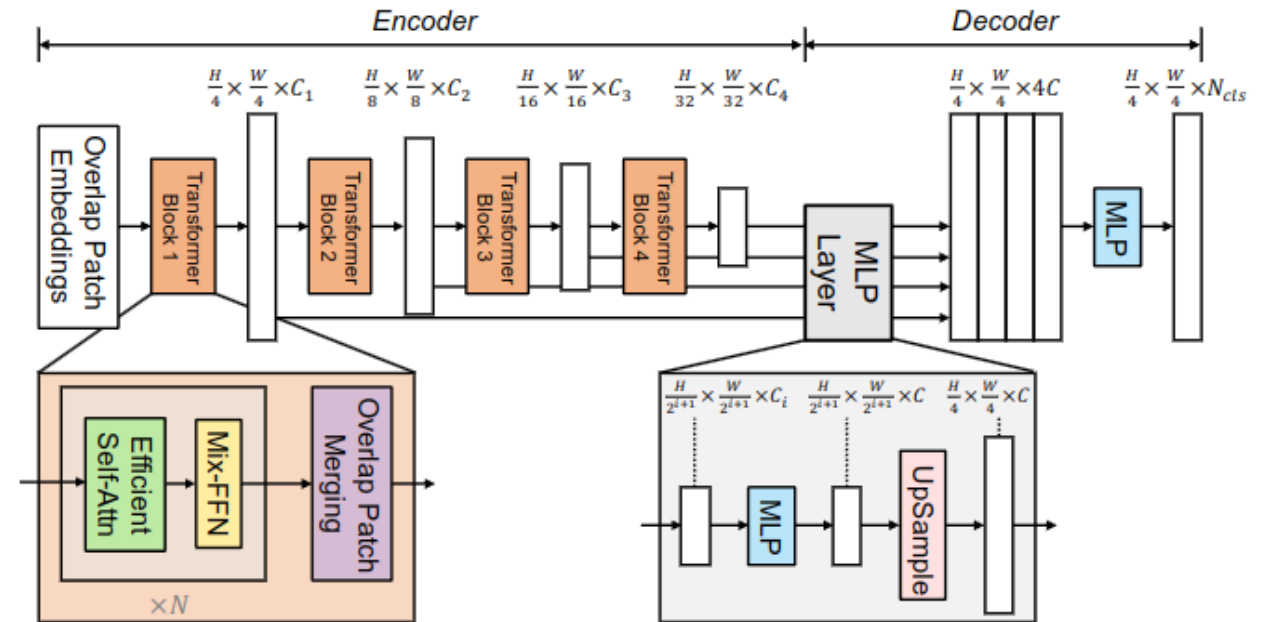 Encoder
Decoder
H/4 × W/4 × C₁
H/8 × W/8 × C₂
H/16 × W/16 × C₃
H/32 × W/32 × C₄
H/4 × W/4 × 4C
H/4 × W/4 × N_cls
Overlap Patch
Embeddings
Transformer
Block 1
Transformer
Block 2
Transformer
Block 3
Transformer
Block 4
MLP
Layer
MLP
Efficient
Self-Attn
Mix-FFN
×N
Overlap Patch
Merging
H/2^{i+1} × W/2^{i+1} × C_i
H/2^{i+1} × W/2^{i+1} × C
H/4 × W/4 × C
MLP
UpSample